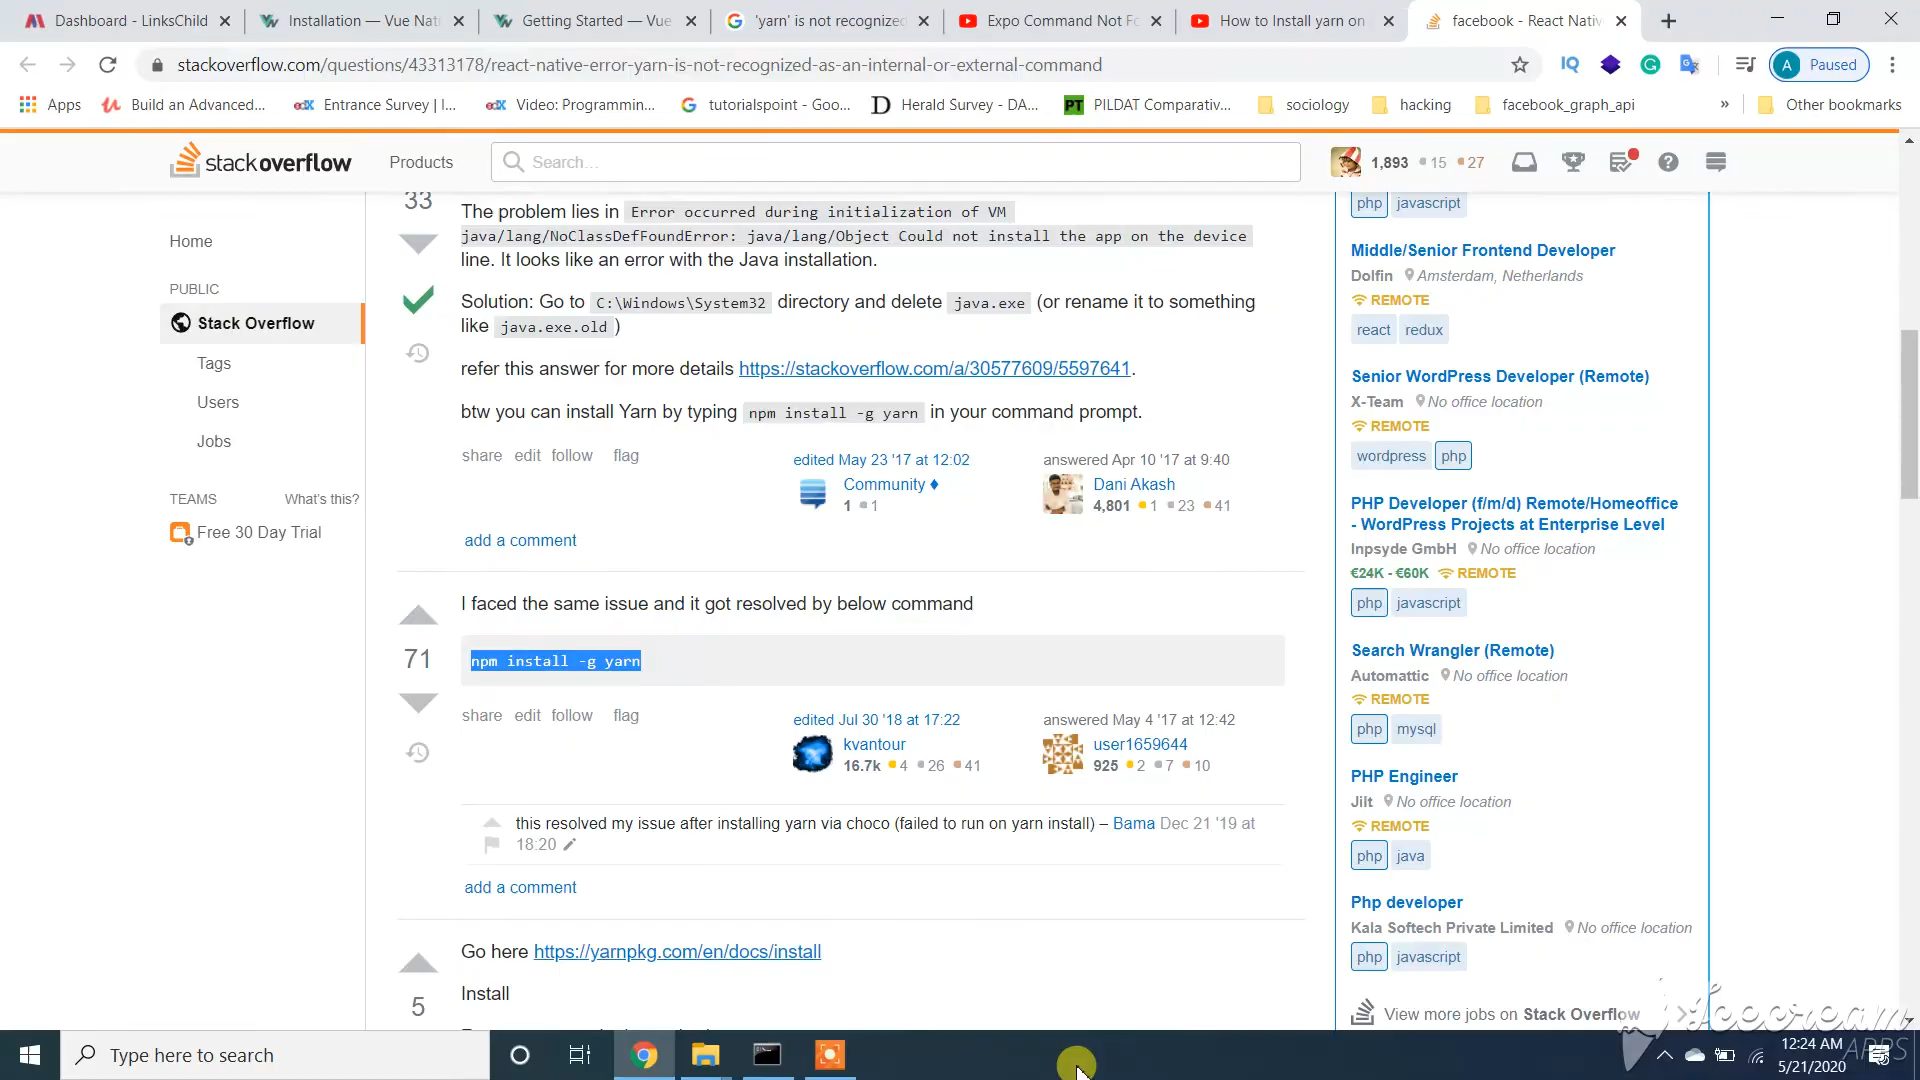 Dashboard - LinksChild
Installation — Vue Nati
Getting Started — Vue
'yarn' is not recognized
Expo Command Not Fo
How to Install yarn on
facebook - React Nativ
stackoverflow.com/questions/43313178/react-native-error-yarn-is-not-recognized-as-an-internal-or-external-command
A Paused
Apps
Build an Advanced...
Entrance Survey | I...
Video: Programmin...
tutorialspoint - Goo...
Herald Survey - DA...
PILDAT Comparativ...
sociology
hacking
facebook_graph_api
»
Other bookmarks
stackoverflow
Products
Search...
1,893 15 27
Home
PUBLIC
Stack Overflow
Tags
Users
Jobs
TEAMS What's this?
Free 30 Day Trial
33
The problem lies in Error occurred during initialization of VM
java/lang/NoClassDefFoundError: java/lang/Object Could not install the app on the device
line. It looks like an error with the Java installation.
Solution: Go to C:\Windows\System32 directory and delete java.exe (or rename it to something
like java.exe.old )
refer this answer for more details https://stackoverflow.com/a/30577609/5597641.
btw you can install Yarn by typing npm install -g yarn in your command prompt.
share edit follow flag
edited May 23 '17 at 12:02
Community ♦
1 1
answered Apr 10 '17 at 9:40
Dani Akash
4,801 1 23 41
add a comment
71
I faced the same issue and it got resolved by below command
npm install -g yarn
share edit follow flag
edited Jul 30 '18 at 17:22
kvantour
16.7k 4 26 41
answered May 4 '17 at 12:42
user1659644
925 2 7 10
this resolved my issue after installing yarn via choco (failed to run on yarn install) – Bama Dec 21 '19 at
18:20
add a comment
5
Go here https://yarnpkg.com/en/docs/install
Install
php javascript
Middle/Senior Frontend Developer
Dolfin Amsterdam, Netherlands
REMOTE
react redux
Senior WordPress Developer (Remote)
X-Team No office location
REMOTE
wordpress php
PHP Developer (f/m/d) Remote/Homeoffice
- WordPress Projects at Enterprise Level
Inpsyde GmbH No office location
€24K - €60K REMOTE
php javascript
Search Wrangler (Remote)
Automattic No office location
REMOTE
php mysql
PHP Engineer
Jilt No office location
REMOTE
php java
Php developer
Kala Softech Private Limited No office location
php javascript
View more jobs on Stack Overflow
Icecream
APPS
Type here to search
12:24 AM
5/21/2020